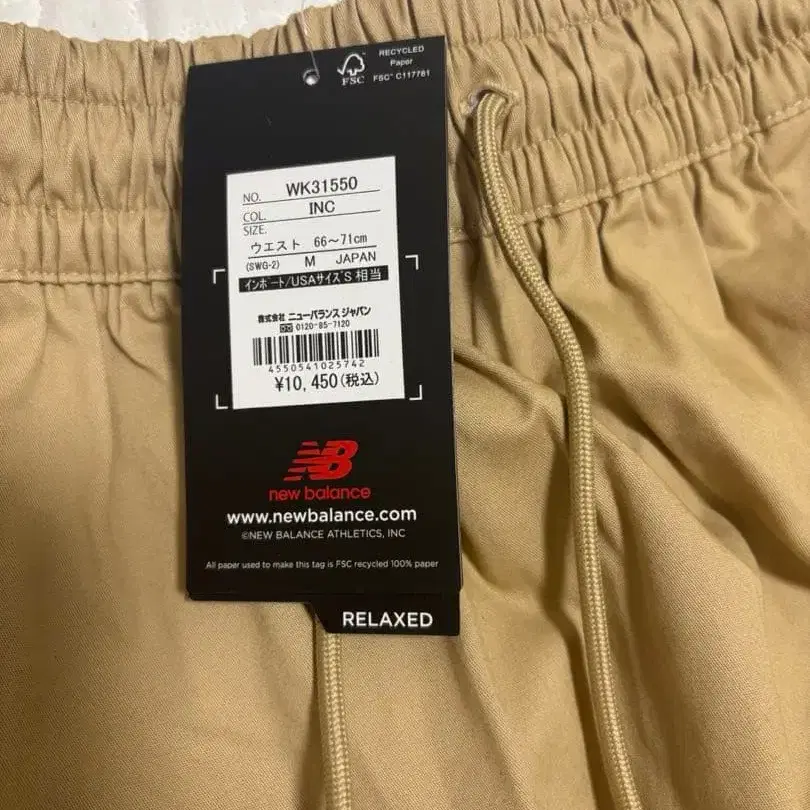 RECYCLED
Paper
FSC™ C117781
FSC
NO. WK31550
COL. INC
SIZE.
ウエスト 66〜71cm
(SWG-2) M JAPAN
インポート/USAサイズS相当
株式会社 ニューバランス ジャパン
0120-85-7120
4550541025742
¥10,450(税込)
NB
new balance
www.newbalance.com
©NEW BALANCE ATHLETICS, INC
All paper used to make this tag is FSC recycled 100% paper
RELAXED